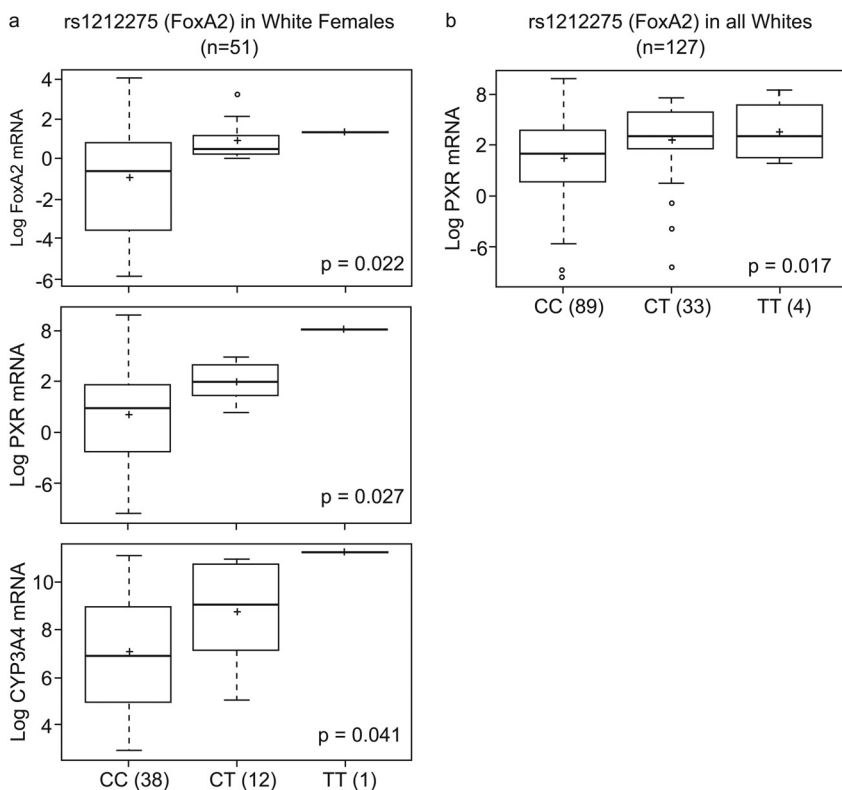 a
rs1212275 (FoxA2) in White Females
(n=51)
Log FoxA2 mRNA
4
2
0
-2
-4
-6
p = 0.022
Log PXR mRNA
8
2
0
-6
p = 0.027
Log CYP3A4 mRNA
10
8
6
4
p = 0.041
CC (38) CT (12) TT (1)
b
rs1212275 (FoxA2) in all Whites
(n=127)
Log PXR mRNA
8
2
0
-6
p = 0.017
CC (89) CT (33) TT (4)